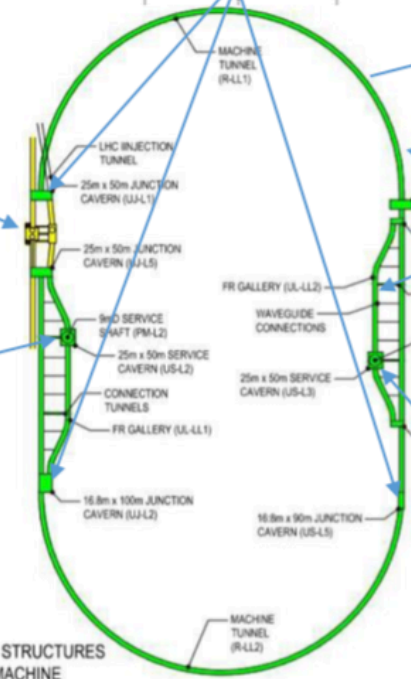 MACHINE
TUNNEL
(R-LL1)
LHC INJECTION
TUNNEL
25m x 50m JUNCTION
CAVERN (UJ-L1)
25m x 50m JUNCTION
CAVERN (UJ-L5)
FR GALLERY (UL-LL2)
9mD SERVICE
SHAFT (PM-L2)
WAVEGUIDE
CONNECTIONS
25m x 50m SERVICE
CAVERN (US-L2)
25m x 50m SERVICE
CAVERN (US-L3)
CONNECTION
TUNNELS
FR GALLERY (UL-LL1)
16.8m x 100m JUNCTION
CAVERN (UJ-L2)
16.8m x 90m JUNCTION
CAVERN (US-L5)
MACHINE
TUNNEL
(R-LL2)
STRUCTURES
MACHINE